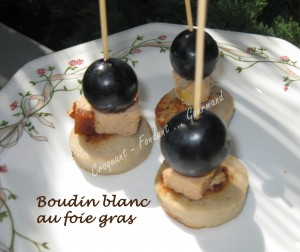 Croquant - Fondant ... Gourmand
Boudin blanc
au foie gras